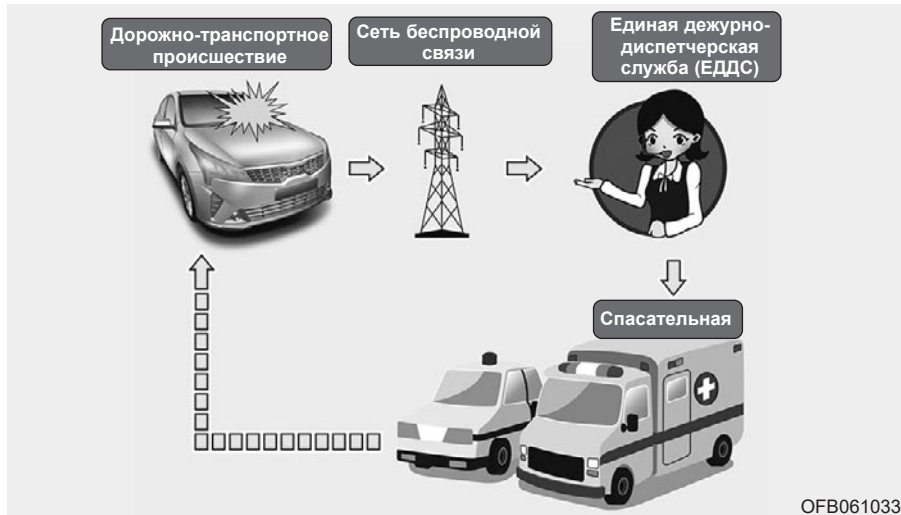 Дорожно-транспортное
происшествие
Сеть беспроводной
связи
Единая дежурно-
диспетчерская
служба (ЕДДС)
Спасательная
OFB061033